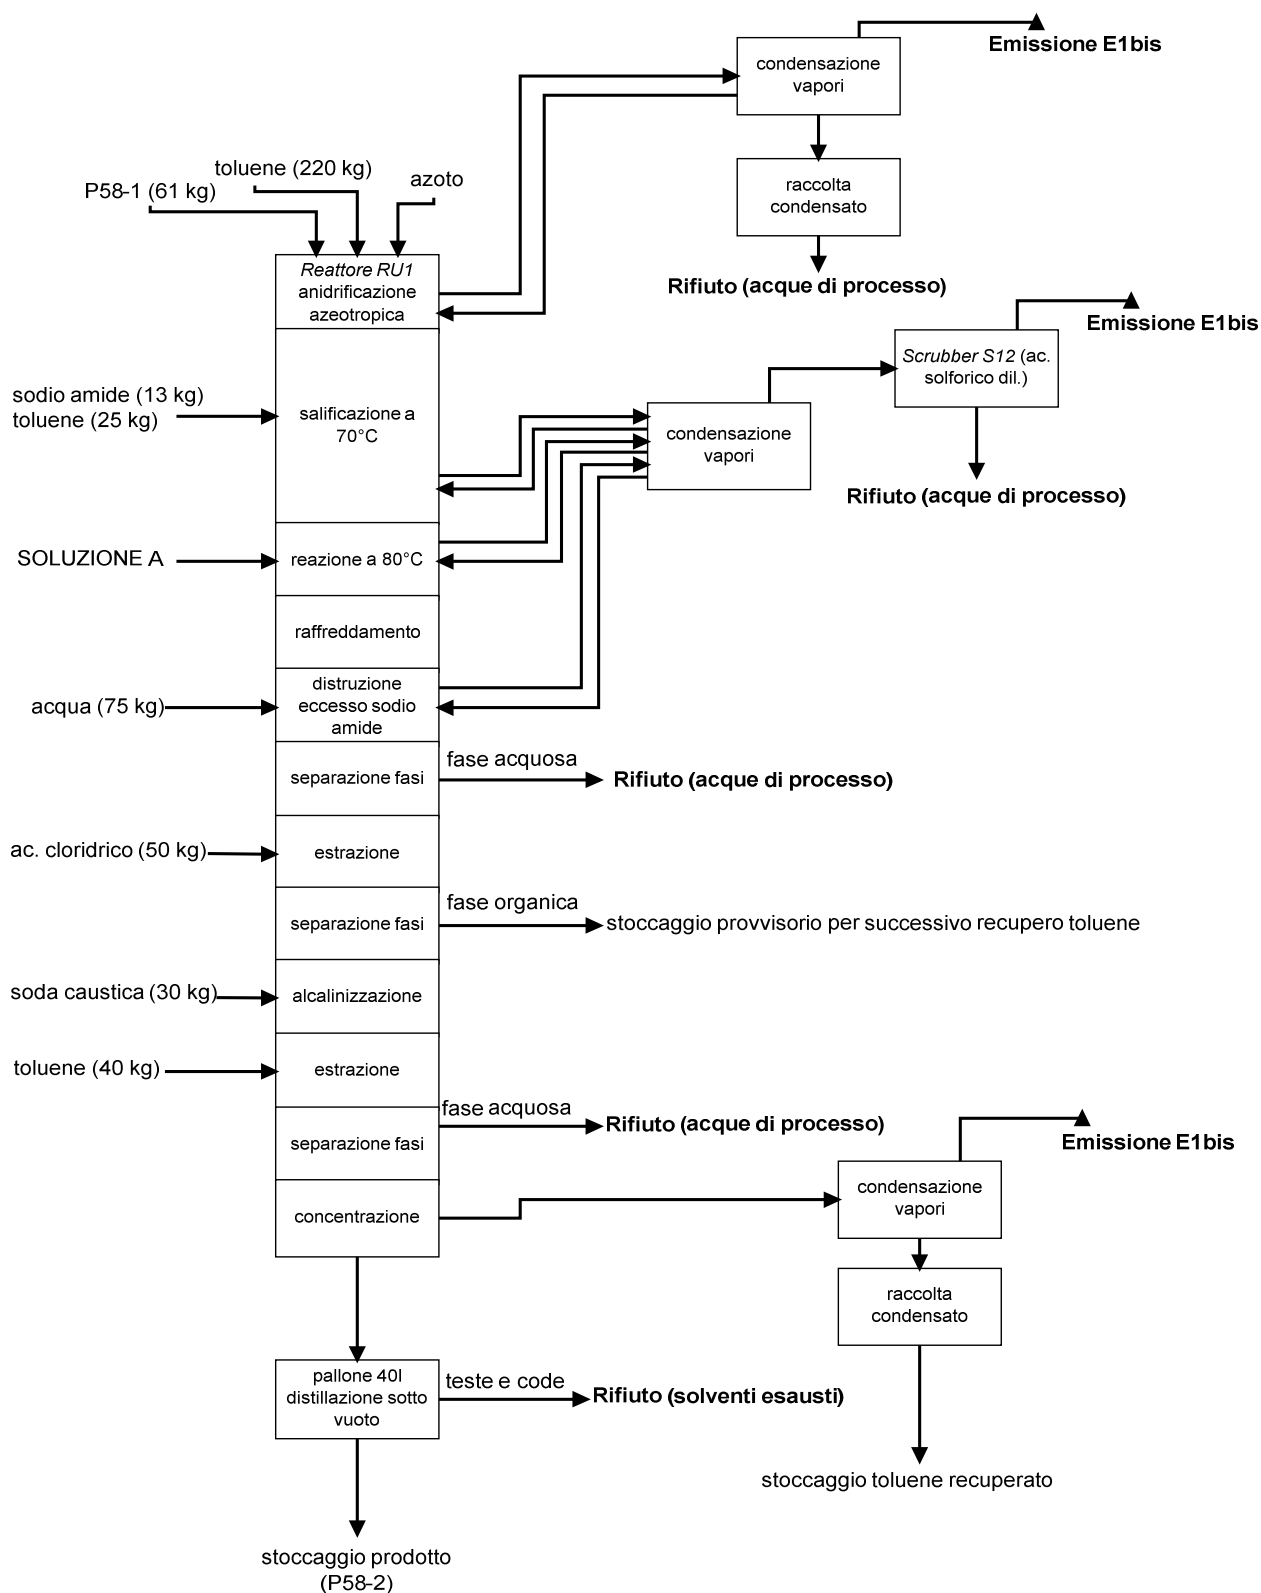 Emissione E1bis
condensazione
vapori
toluene (220 kg)
P58-1 (61 kg)
azoto
raccolta
condensato
Rifiuto (acque di processo)
Reattore RU1
anidrificazione
azeotropica
Emissione E1bis
Scrubber S12 (ac.
solforico dil.)
sodio amide (13 kg)
toluene (25 kg)
salificazione a
70°C
condensazione
vapori
Rifiuto (acque di processo)
SOLUZIONE A
reazione a 80°C
raffreddamento
acqua (75 kg)
distruzione
eccesso sodio
amide
separazione fasi
fase acquosa
Rifiuto (acque di processo)
ac. cloridrico (50 kg)
estrazione
separazione fasi
fase organica
stoccaggio provvisorio per successivo recupero toluene
soda caustica (30 kg)
alcalinizzazione
toluene (40 kg)
estrazione
fase acquosa
Rifiuto (acque di processo)
separazione fasi
Emissione E1bis
concentrazione
condensazione
vapori
raccolta
condensato
pallone 40l
distillazione sotto
vuoto
teste e code
Rifiuto (solventi esausti)
stoccaggio toluene recuperato
stoccaggio prodotto
(P58-2)